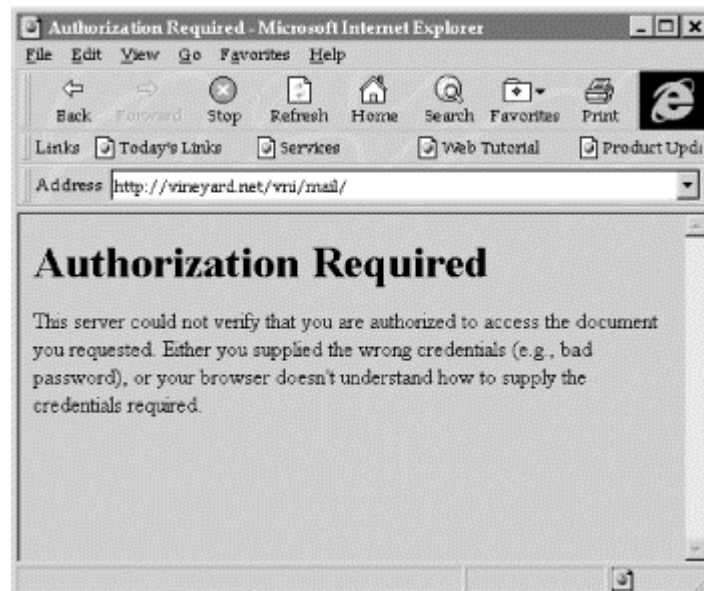 Authorization Required - Microsoft Internet Explorer
File Edit View Go Favorites Help
Back Forward Stop Refresh Home Search Favorites Print
Links Today's Links Services Web Tutorial Product Upda
Address http://vineyard.net/vni/mail/
Authorization Required
This server could not verify that you are authorized to access the document
you requested. Either you supplied the wrong credentials (e.g., bad
password), or your browser doesn't understand how to supply the
credentials required.